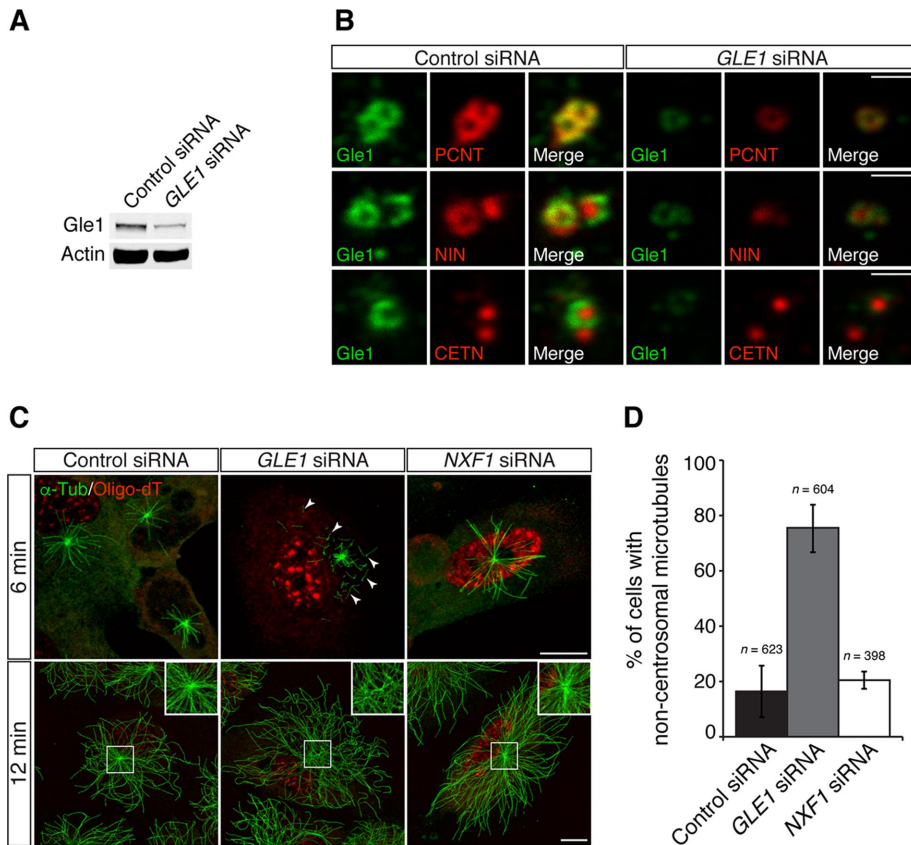 A
Control siRNA
GLE1 siRNA
Gle1
Actin
B
Control siRNA
GLE1 siRNA
Gle1
PCNT
Merge
Gle1
PCNT
Merge
Gle1
NIN
Merge
Gle1
NIN
Merge
Gle1
CETN
Merge
Gle1
CETN
Merge
C
Control siRNA
GLE1 siRNA
NXF1 siRNA
α-Tub/Oligo-dT
6 min
12 min
D
% of cells with
non-centrosomal microtubules
100
80
60
40
20
0
n = 623
n = 604
n = 398
Control siRNA
GLE1 siRNA
NXF1 siRNA